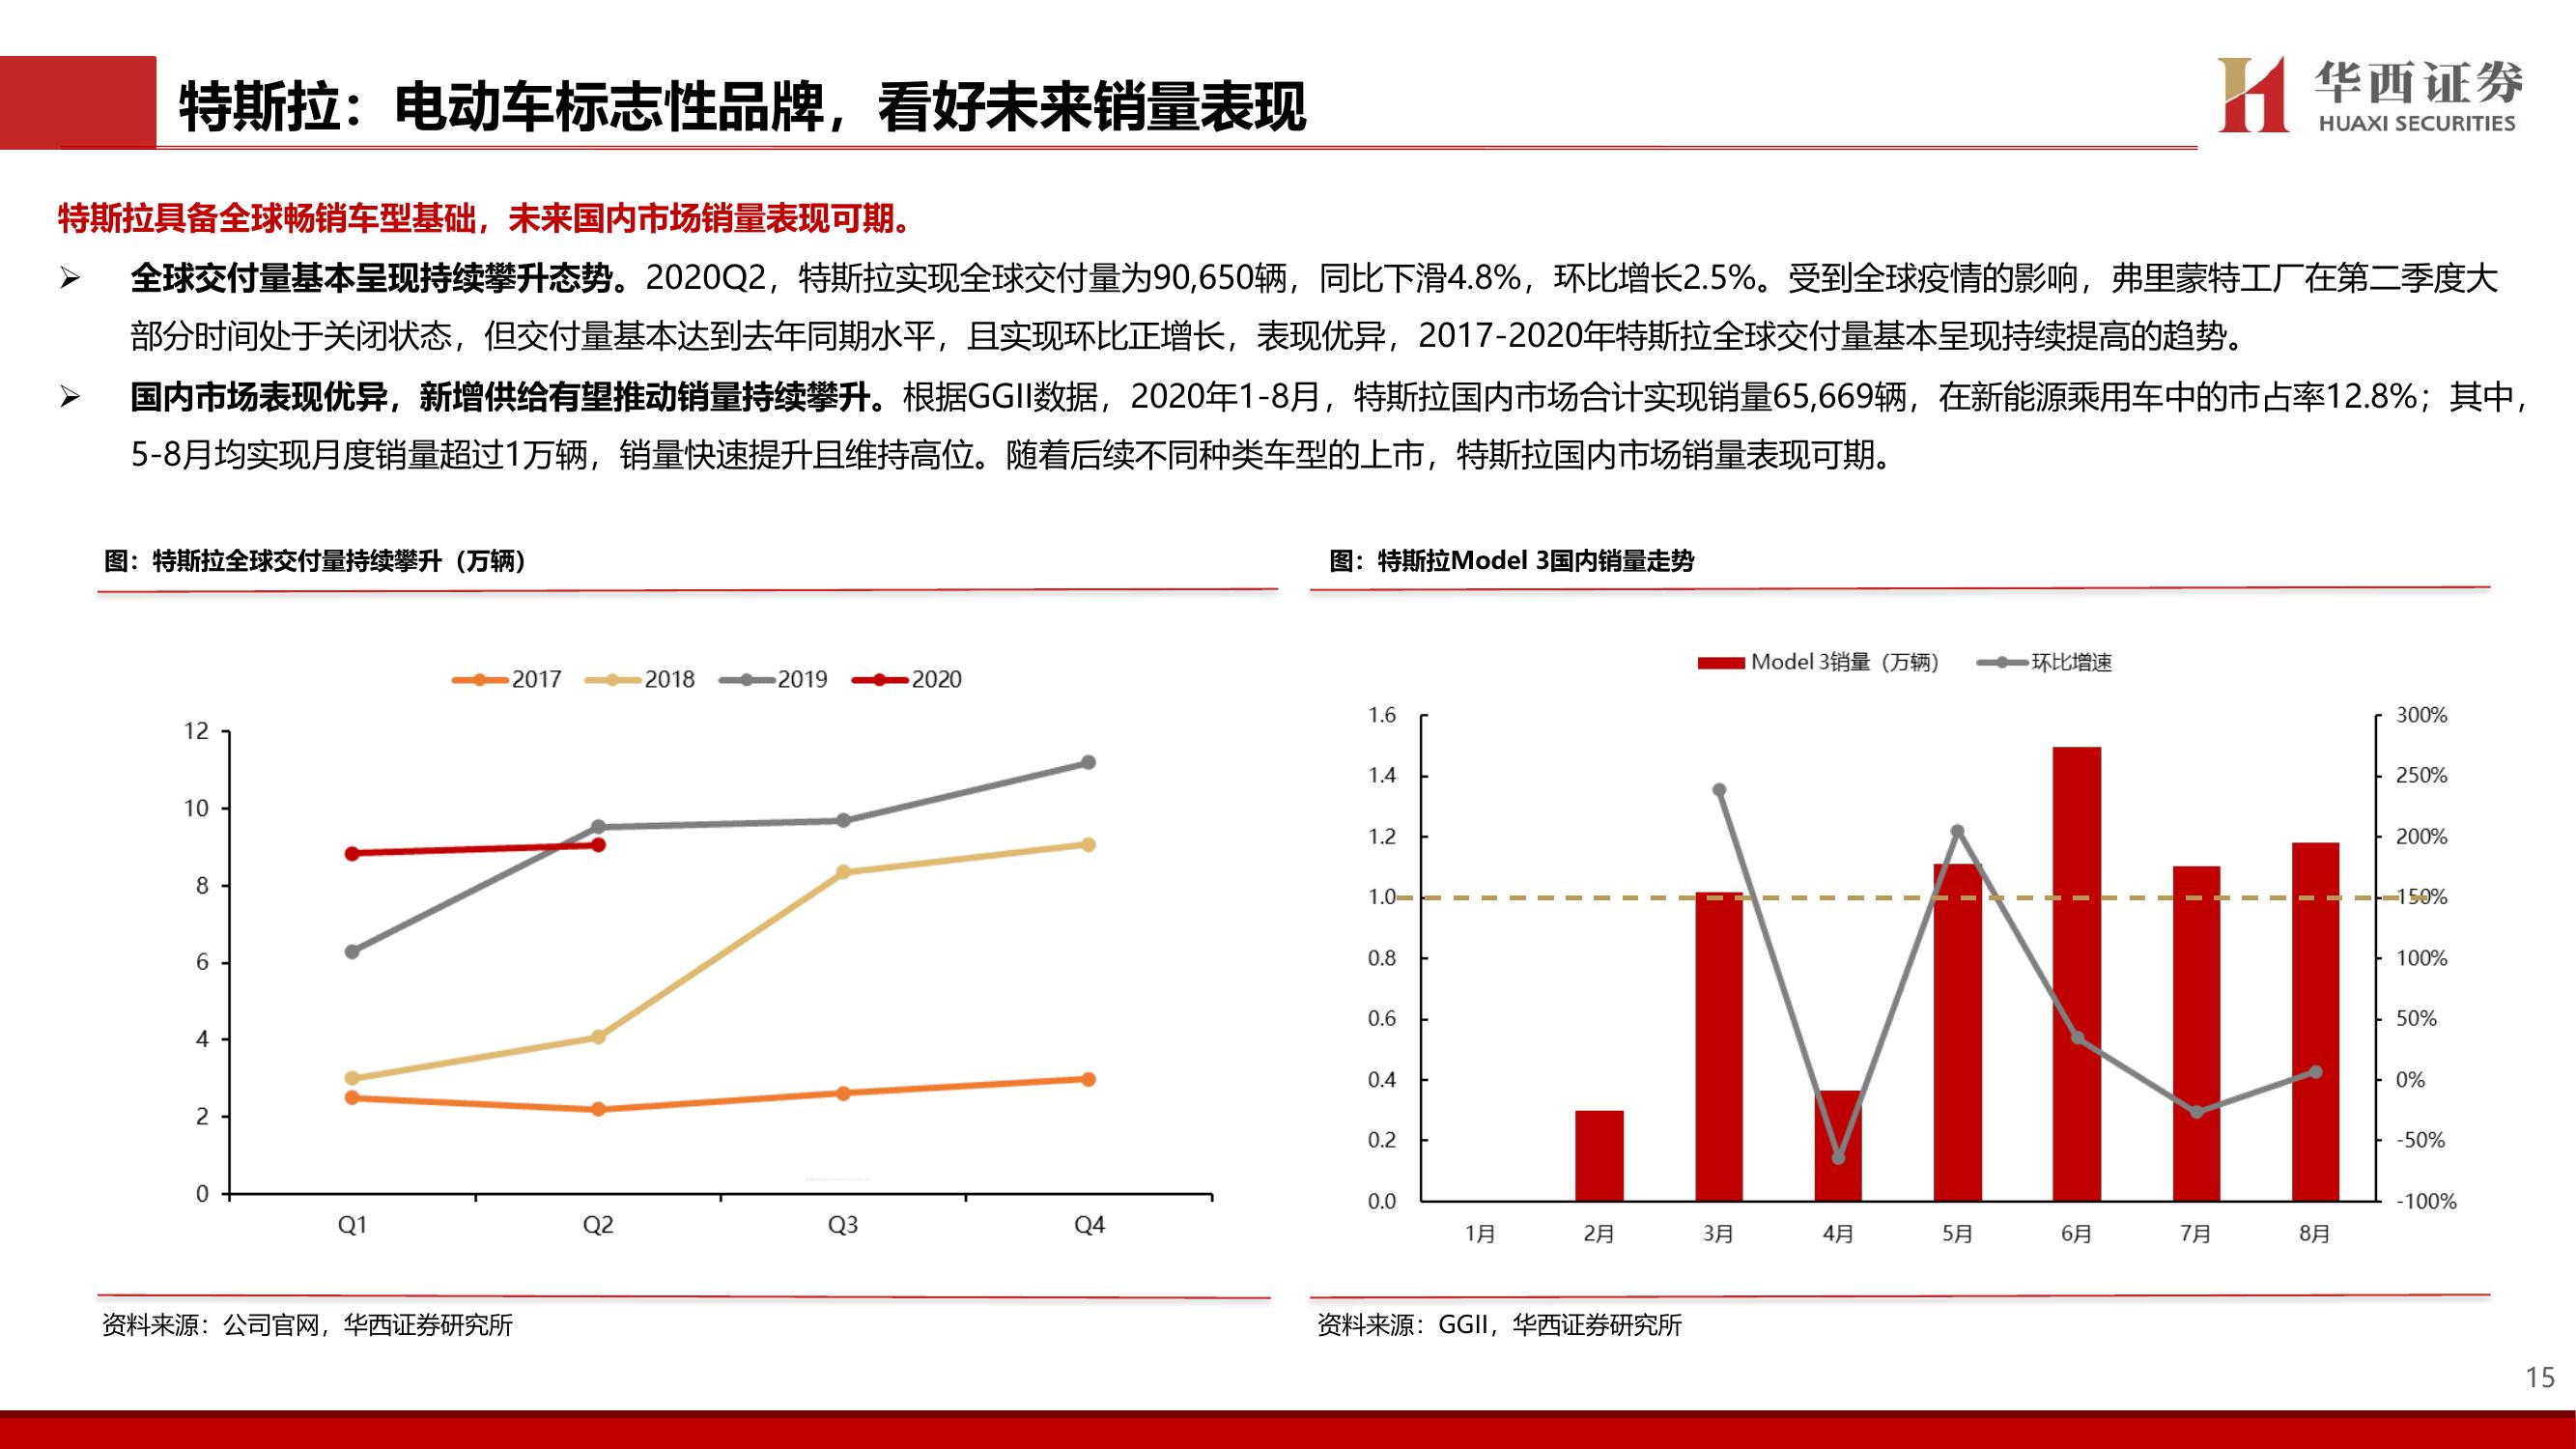 特斯拉：电动车标志性品牌，看好未来销量表现
华西证券
HUAXI SECURITIES
特斯拉具备全球畅销车型基础，未来国内市场销量表现可期。
全球交付量基本呈现持续攀升态势。2020Q2，特斯拉实现全球交付量为90,650辆，同比下滑4.8%，环比增长2.5%。受到全球疫情的影响，弗里蒙特工厂在第二季度大
部分时间处于关闭状态，但交付量基本达到去年同期水平，且实现环比正增长，表现优异，2017-2020年特斯拉全球交付量基本呈现持续提高的趋势。
国内市场表现优异，新增供给有望推动销量持续攀升。根据GGII数据，2020年1-8月，特斯拉国内市场合计实现销量65,669辆，在新能源乘用车中的市占率12.8%；其中，
5-8月均实现月度销量超过1万辆，销量快速提升且维持高位。随着后续不同种类车型的上市，特斯拉国内市场销量表现可期。
图：特斯拉全球交付量持续攀升（万辆）
2017 2018 2019 2020
12
10
8
6
4
2
0
Q1 Q2 Q3 Q4
资料来源：公司官网，华西证券研究所
图：特斯拉Model 3国内销量走势
Model 3销量（万辆） 环比增速
1.6
1.4
1.2
1.0
0.8
0.6
0.4
0.2
0.0
300%
250%
200%
150%
100%
50%
0%
-50%
-100%
1月 2月 3月 4月 5月 6月 7月 8月
资料来源：GGII，华西证券研究所
15